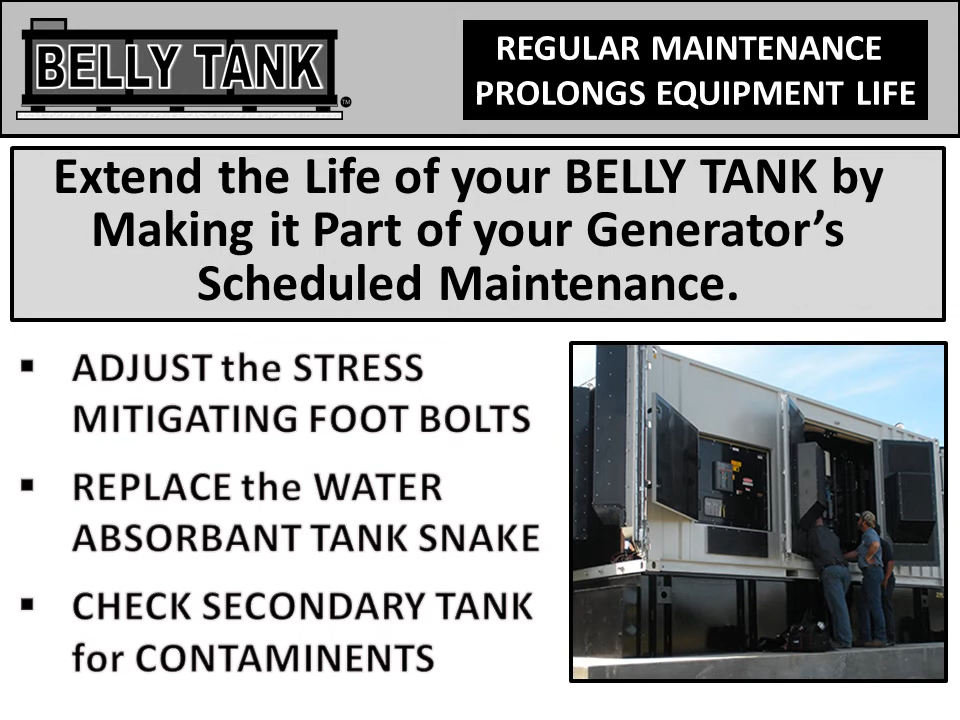 BELLY TANK ™
REGULAR MAINTENANCE
PROLONGS EQUIPMENT LIFE
Extend the Life of your BELLY TANK by
Making it Part of your Generator’s
Scheduled Maintenance.
▪ ADJUST the STRESS
MITIGATING FOOT BOLTS
▪ REPLACE the WATER
ABSORBANT TANK SNAKE
▪ CHECK SECONDARY TANK
for CONTAMINENTS